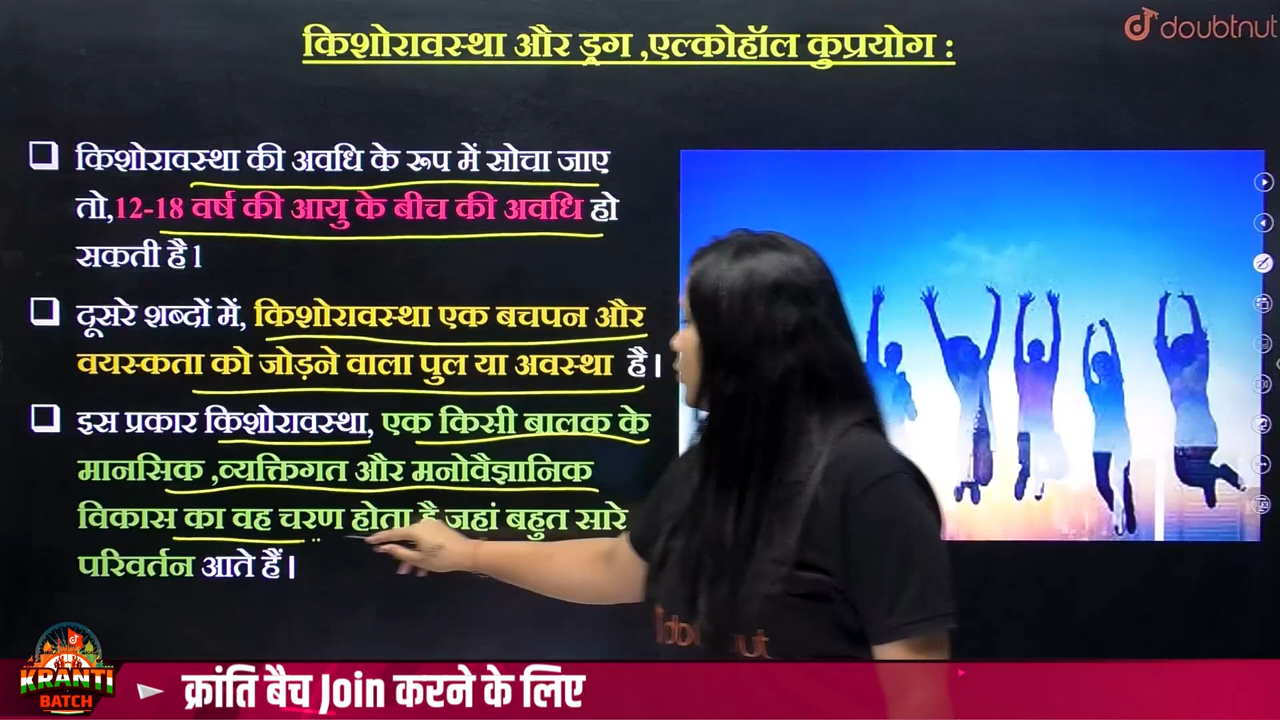 किशोरावस्था और ड्रग ,एल्कोहॉल कुप्रयोग :
doubtnut
किशोरावस्था की अवधि के रूप में सोचा जाए
तो,12-18 वर्ष की आयु के बीच की अवधि हो
सकती है l
दूसरे शब्दों में, किशोरावस्था एक बचपन और
वयस्कता को जोड़ने वाला पुल या अवस्था है।
इस प्रकार किशोरावस्था, एक किसी बालक के
मानसिक ,व्यक्तिगत और मनोवैज्ञानिक
विकास का वह चरण होता है जहां बहुत सारे
परिवर्तन आते हैं।
KRANTI
BATCH
क्रांति बैच Join करने के लिए